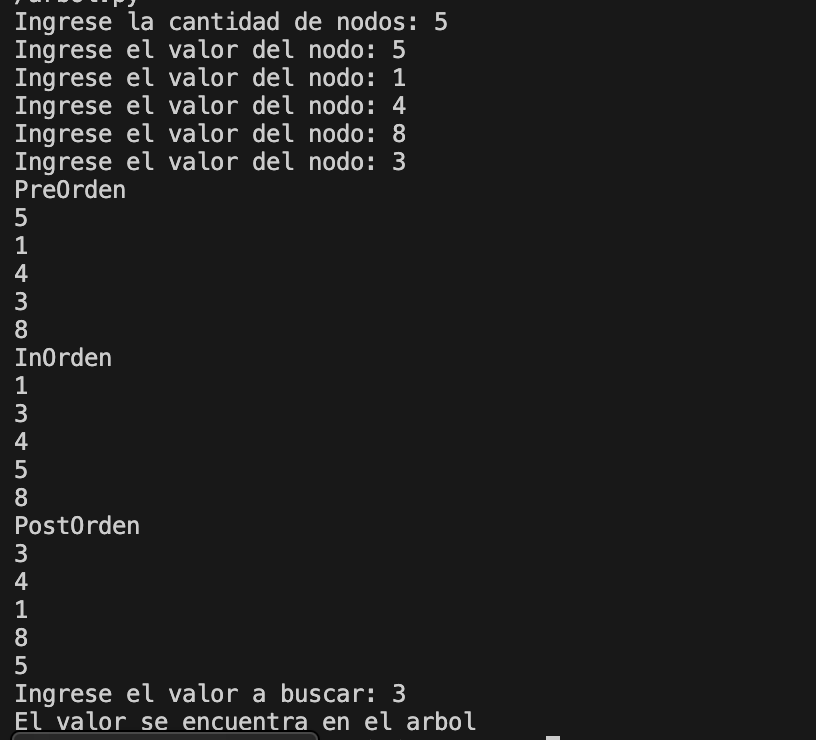 /arbol.py
Ingrese la cantidad de nodos: 5
Ingrese el valor del nodo: 5
Ingrese el valor del nodo: 1
Ingrese el valor del nodo: 4
Ingrese el valor del nodo: 8
Ingrese el valor del nodo: 3
PreOrden
5
1
4
3
8
InOrden
1
3
4
5
8
PostOrden
3
4
1
8
5
Ingrese el valor a buscar: 3
El valor se encuentra en el arbol